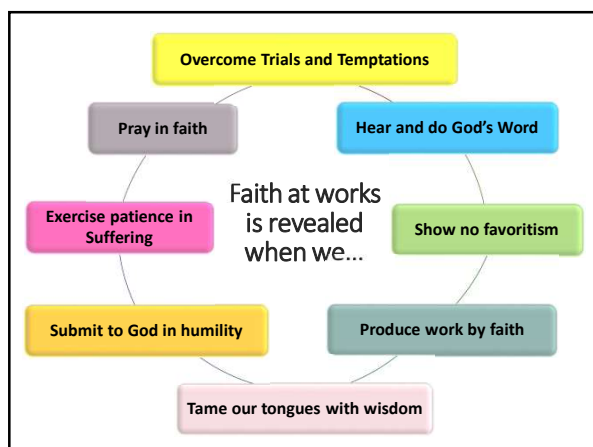 Overcome Trials and Temptations
Hear and do God's Word
Show no favoritism
Produce work by faith
Tame our tongues with wisdom
Submit to God in humility
Exercise patience in
Suffering
Pray in faith
Faith at works
is revealed
when we...